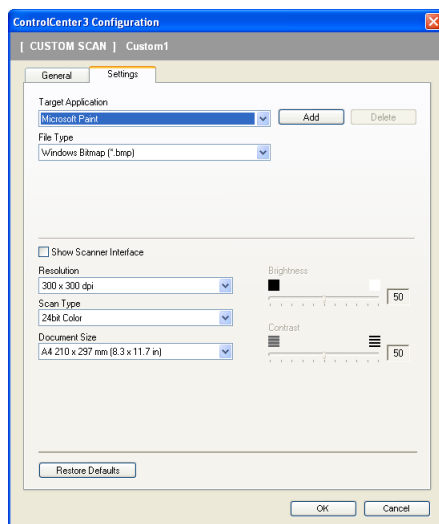 ControlCenter3 Configuration
[ CUSTOM SCAN ] Custom1
General Settings
Target Application
Microsoft Paint Add Delete
File Type
Windows Bitmap (*.bmp)
Show Scanner Interface
Resolution Brightness
300 x 300 dpi 50
Scan Type
24bit Color
Contrast
Document Size
A4 210 x 297 mm (8.3 x 11.7 in) 50
Restore Defaults
OK Cancel